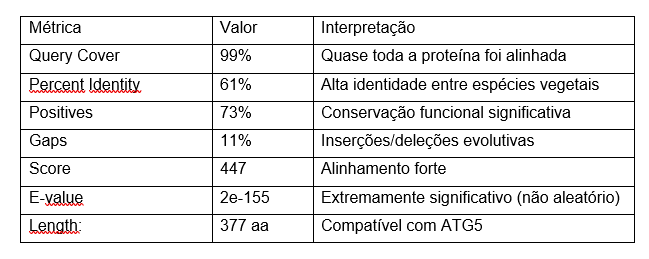 Métrica Valor Interpretação
Query Cover 99% Quase toda a proteína foi alinhada
Percent Identity 61% Alta identidade entre espécies vegetais
Positives 73% Conservação funcional significativa
Gaps 11% Inserções/deleções evolutivas
Score 447 Alinhamento forte
E-value 2e-155 Extremamente significativo (não aleatório)
Length: 377 aa Compatível com ATG5